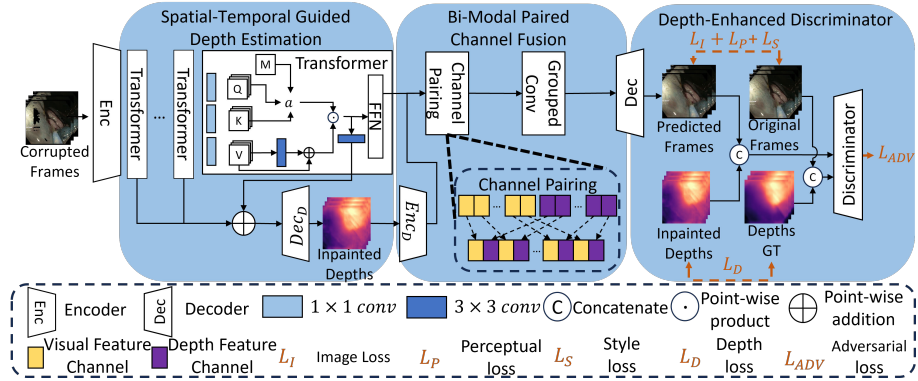 Spatial-Temporal Guided
Depth Estimation
Bi-Modal Paired
Channel Fusion
Depth-Enhanced Discriminator
Corrupted
Frames
Enc
Transformer
...
Transformer
Transformer
M
Q
K
V
a
FFN
Dec_D
Inpainted
Depths
Enc_D
Channel
Pairing
Grouped
Conv
Channel Pairing
...
...
...
Dec
L_I + L_P + L_S
Predicted
Frames
Original
Frames
C
C
Discriminator
L_ADV
Inpainted
Depths
Depths
GT
L_D
Enc
Encoder
Dec
Decoder
1 × 1 conv
3 × 3 conv
C
Concatenate
Point-wise
product
Point-wise
addition
Visual Feature
Channel
Depth Feature
Channel
L_I
Image Loss
L_P
Perceptual
loss
L_S
Style
loss
L_D
Depth
loss
L_ADV
Adversarial
loss